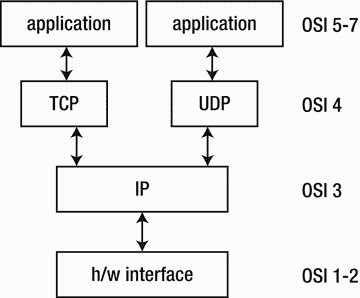 application application OSI 5-7
TCP UDP OSI 4
IP OSI 3
h/w interface OSI 1-2